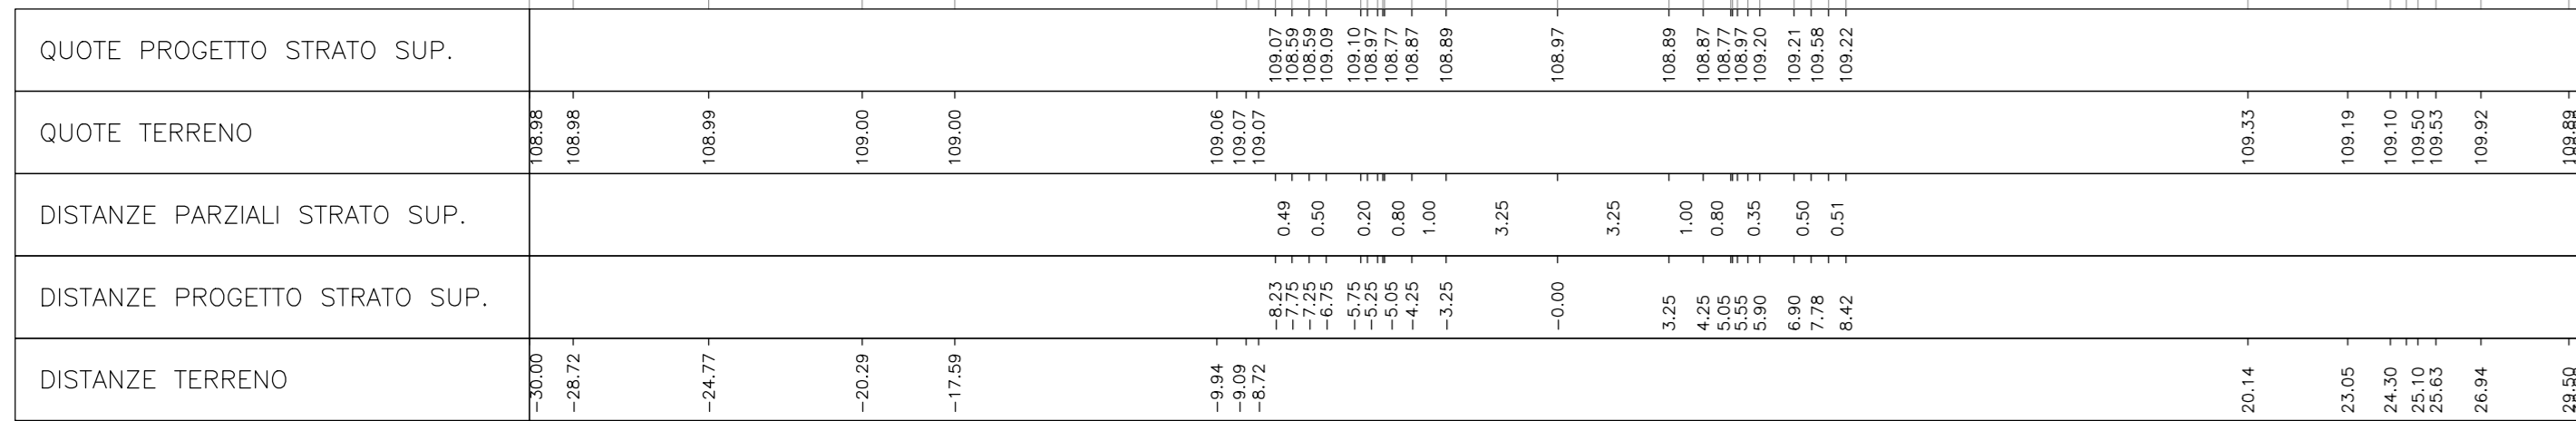 QUOTE PROGETTO STRATO SUP. 109.07 108.59 108.59 109.09 109.10 108.97 108.77 108.87 108.89 108.97 108.89 108.87 108.77 108.97 109.20 109.21 109.58 109.22
QUOTE TERRENO 108.98 108.98 108.99 109.00 109.00 109.06 109.07 109.07 109.33 109.19 109.10 109.50 109.53 109.92 109.89
DISTANZE PARZIALI STRATO SUP. 0.49 0.50 0.20 0.80 1.00 3.25 3.25 1.00 0.80 0.35 0.50 0.51
DISTANZE PROGETTO STRATO SUP. -8.23 -7.75 -7.25 -6.75 -5.75 -5.25 -5.05 -4.25 -3.25 -0.00 3.25 4.25 5.05 5.55 5.90 6.90 7.78 8.42
DISTANZE TERRENO -30.00 -28.72 -24.77 -20.29 -17.59 -9.94 -9.09 -8.72 20.14 23.05 24.30 25.10 25.63 26.94 29.50